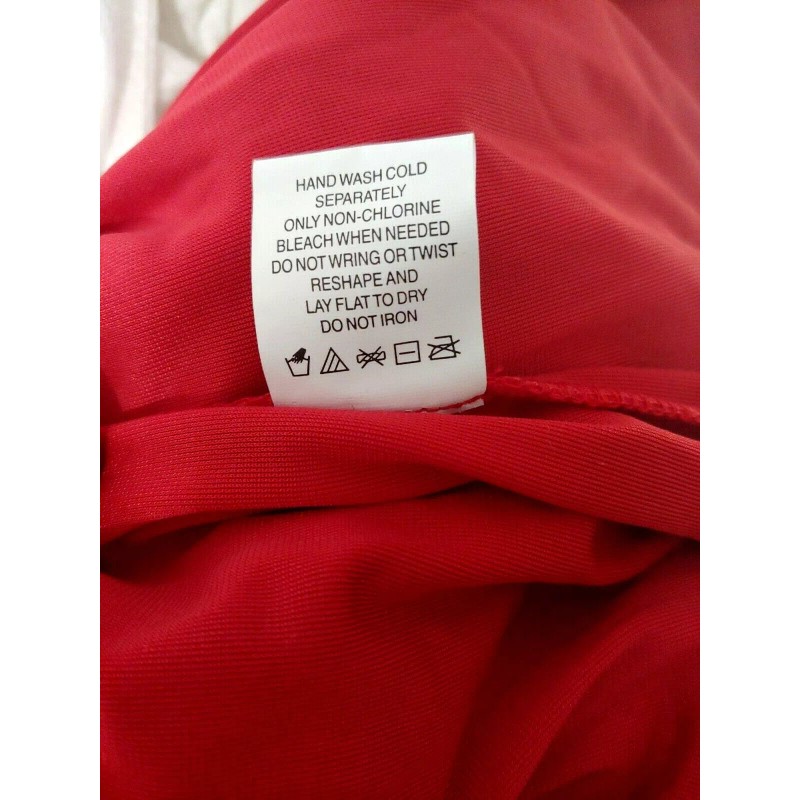 HAND WASH COLD
SEPARATELY
ONLY NON-CHLORINE
BLEACH WHEN NEEDED
DO NOT WRING OR TWIST
RESHAPE AND
LAY FLAT TO DRY
DO NOT IRON